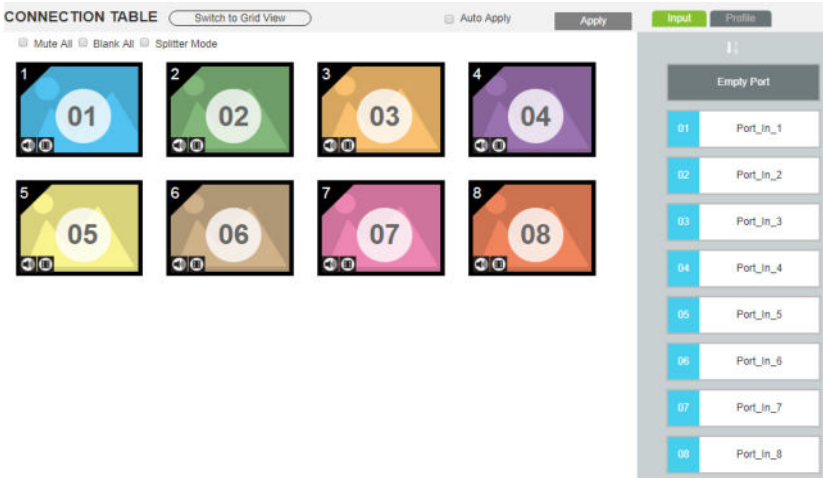 CONNECTION TABLE Switch to Grid View Auto Apply Apply
Mute All Blank All Splitter Mode
1 01
2 02
3 03
4 04
5 05
6 06
7 07
8 08
Input Profile
Empty Port
01 Port_In_1
02 Port_In_2
03 Port_In_3
04 Port_In_4
05 Port_In_5
06 Port_In_6
07 Port_In_7
08 Port_In_8